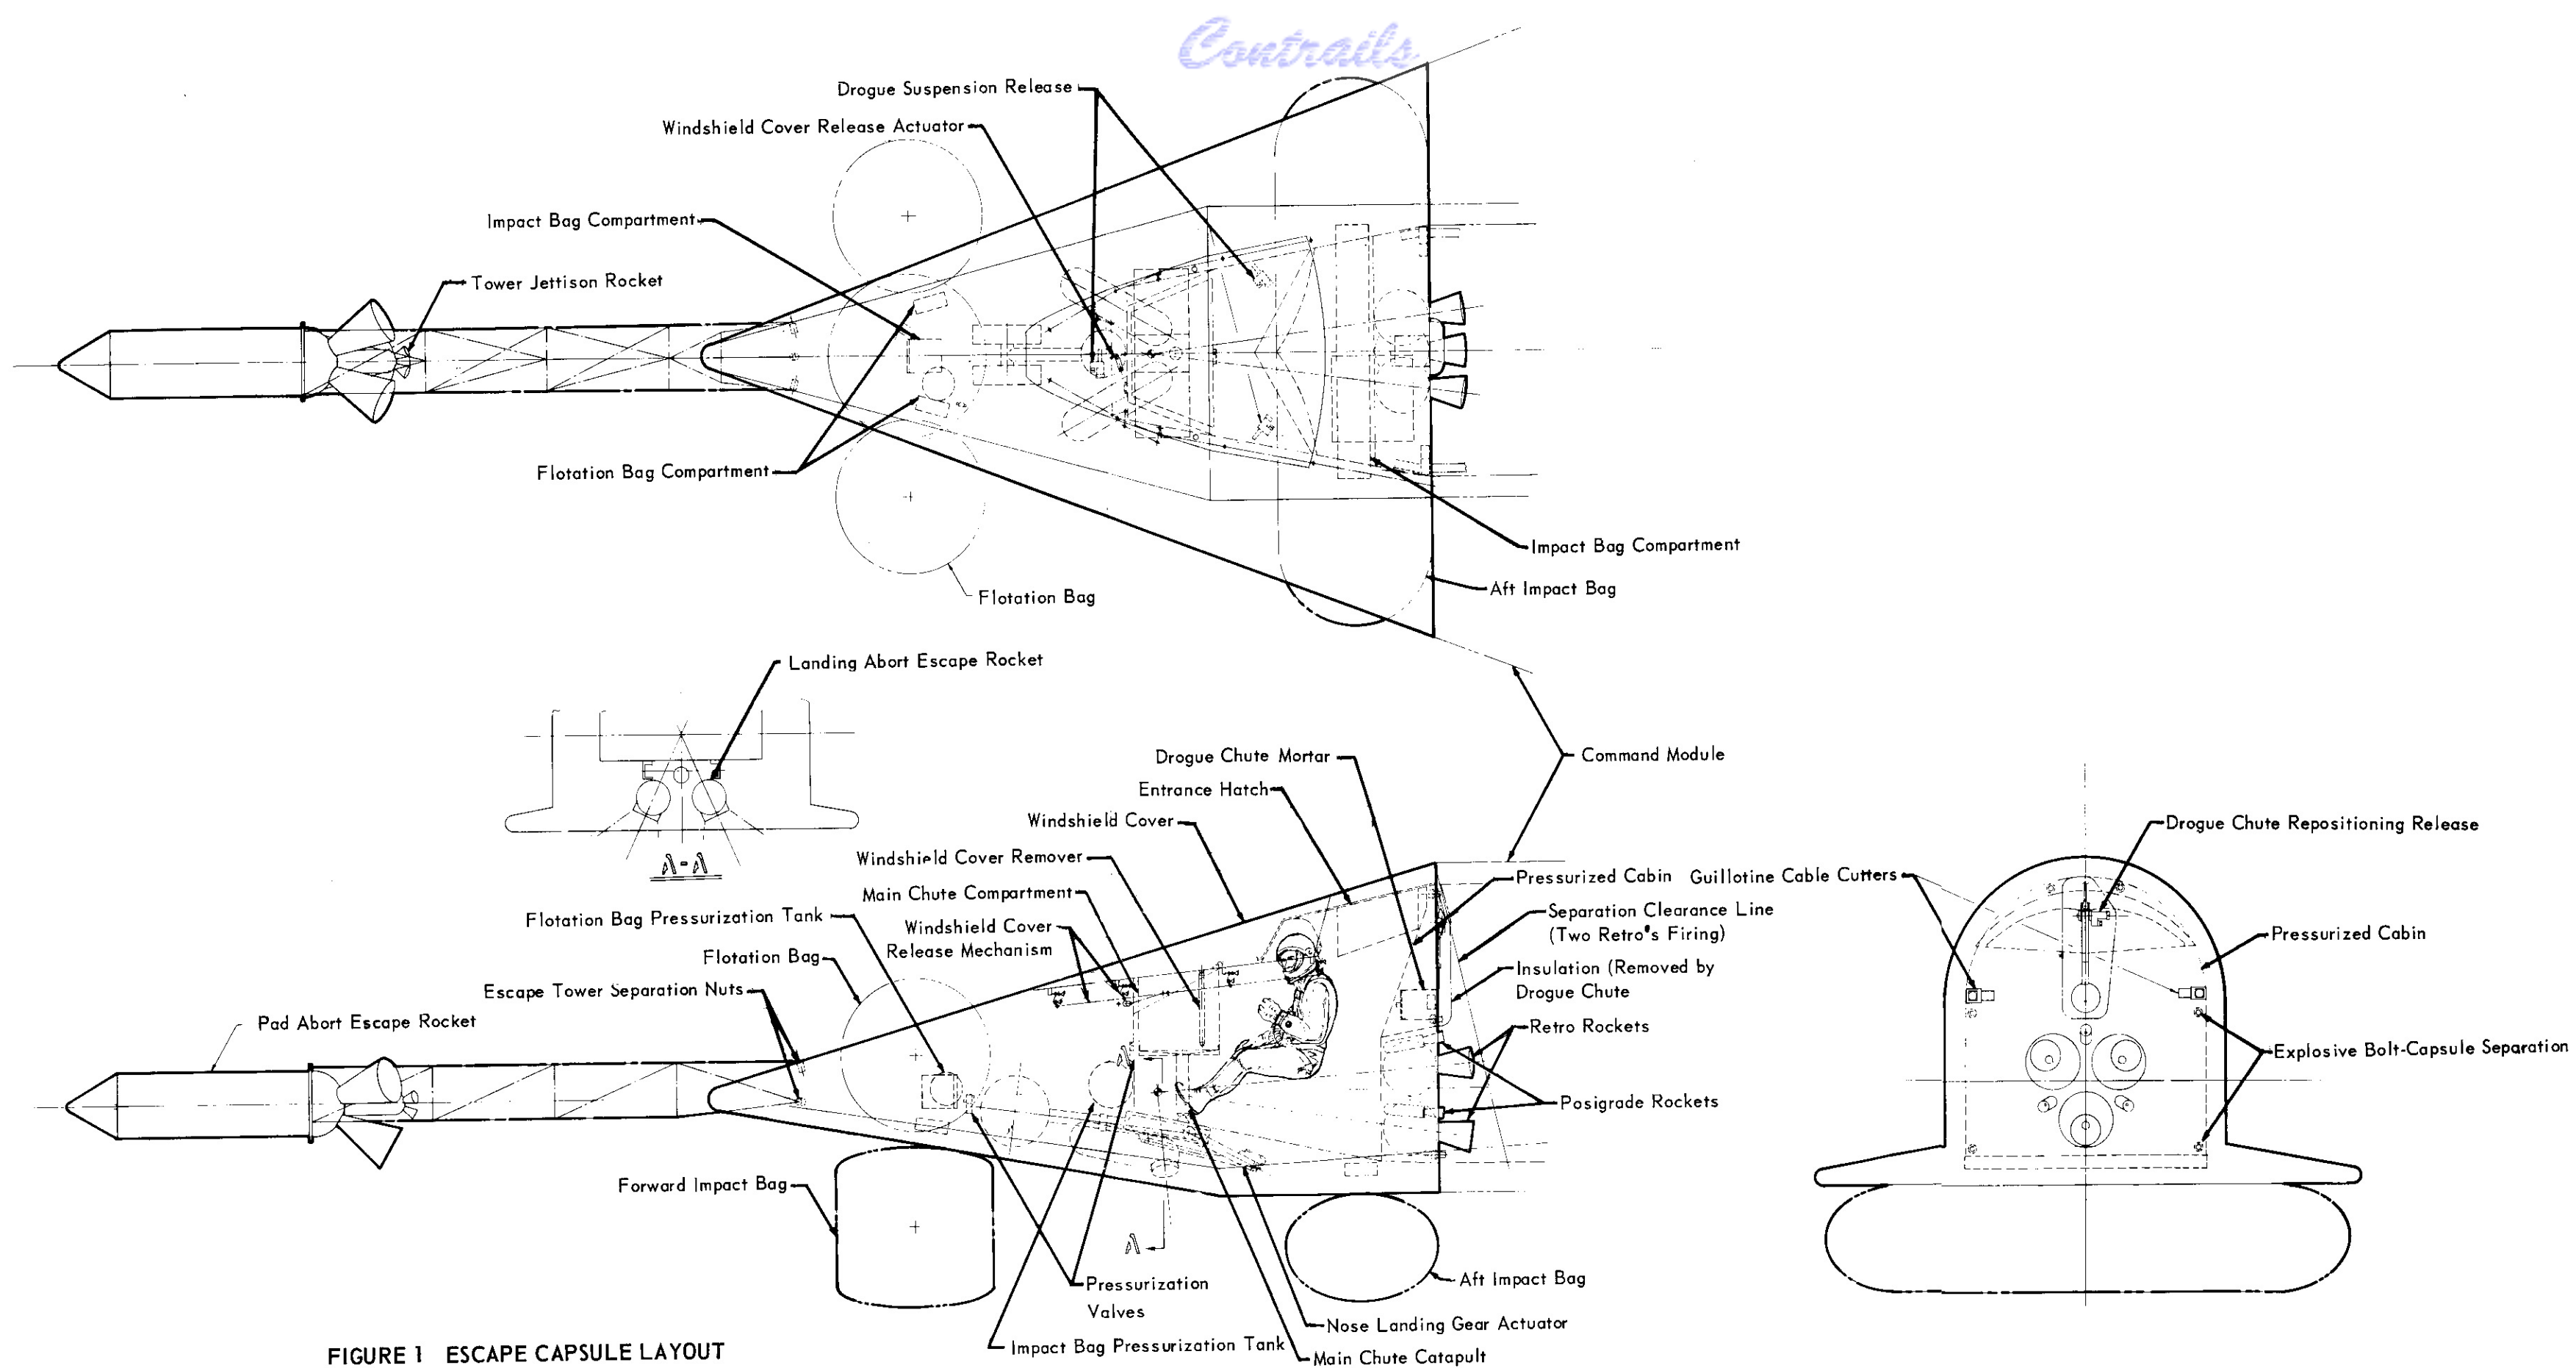 Contrails
Drogue Suspension Release
Windshield Cover Release Actuator
Impact Bag Compartment
Tower Jettison Rocket
Flotation Bag Compartment
Impact Bag Compartment
Aft Impact Bag
Flotation Bag
Landing Abort Escape Rocket
A-A
Command Module
Drogue Chute Mortar
Entrance Hatch
Windshield Cover
Windshield Cover Remover
Main Chute Compartment
Flotation Bag Pressurization Tank
Windshield Cover
Release Mechanism
Flotation Bag
Escape Tower Separation Nuts
Pad Abort Escape Rocket
Pressurized Cabin
Guillotine Cable Cutters
Separation Clearance Line
(Two Retro's Firing)
Insulation (Removed by
Drogue Chute
Retro Rockets
Posigrade Rockets
Drogue Chute Repositioning Release
Pressurized Cabin
Explosive Bolt-Capsule Separation
A
Forward Impact Bag
A
Pressurization
Valves
Aft Impact Bag
Impact Bag Pressurization Tank
Nose Landing Gear Actuator
Main Chute Catapult
FIGURE 1 ESCAPE CAPSULE LAYOUT